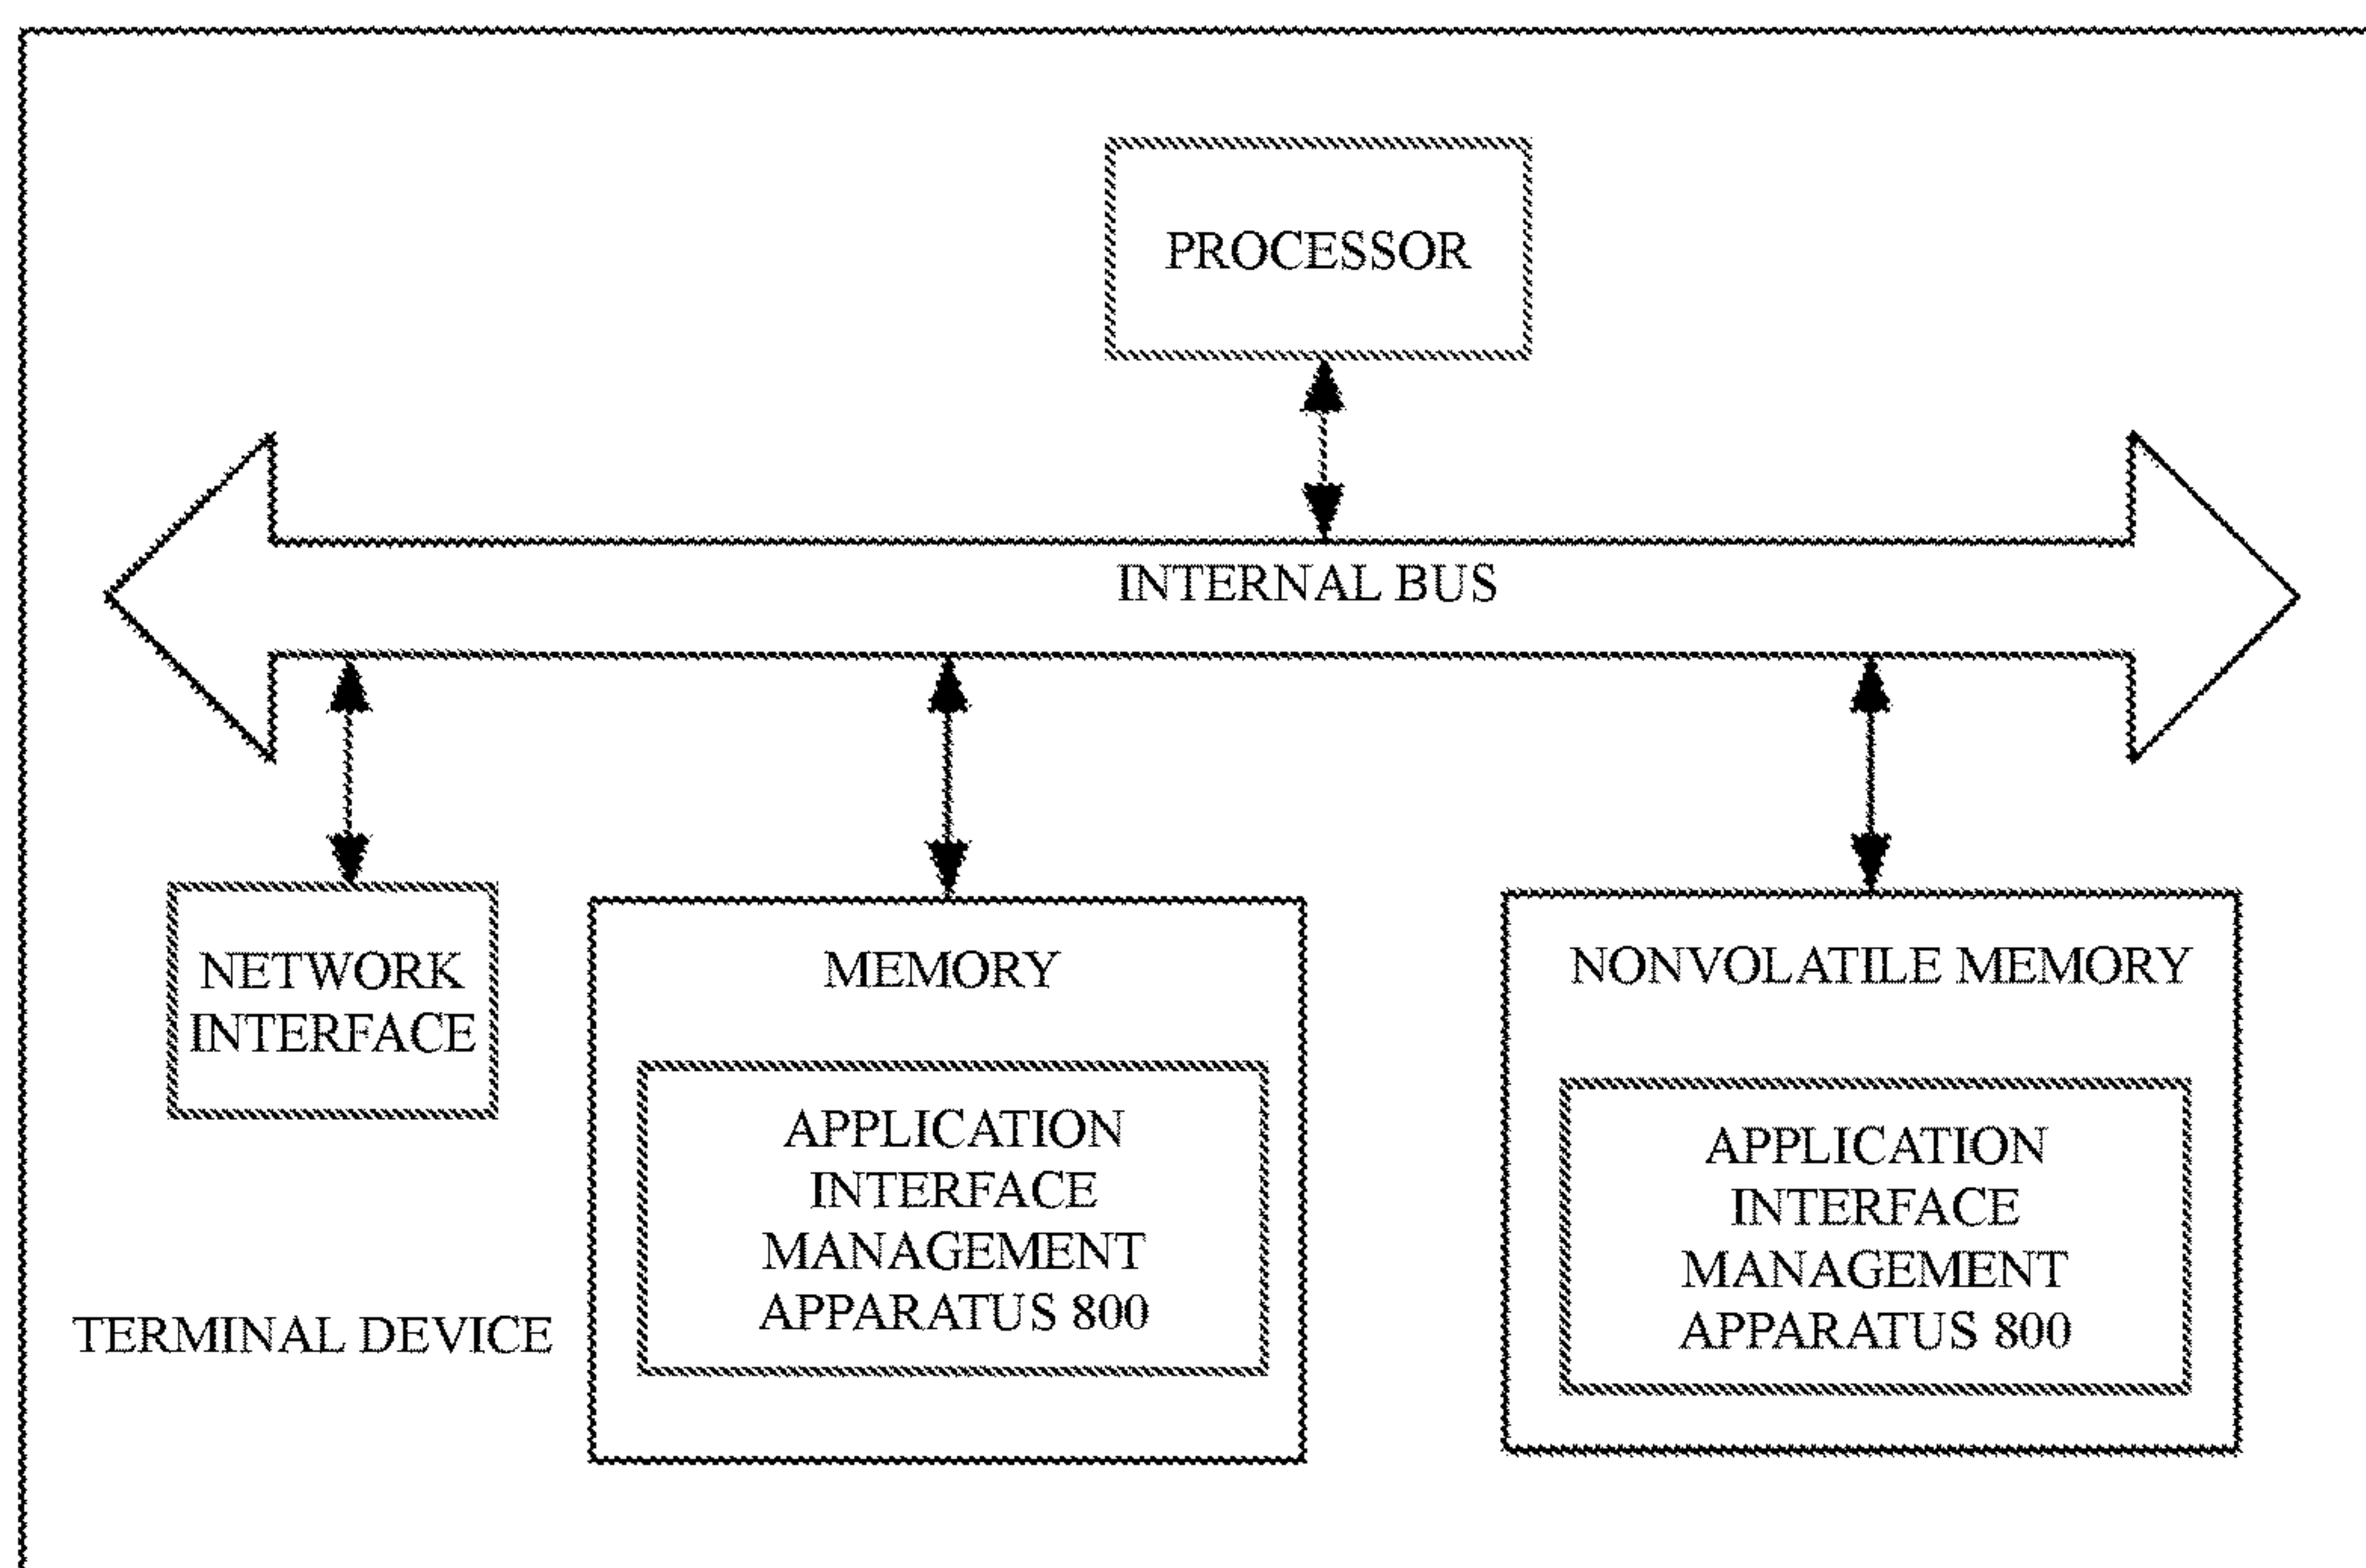 PROCESSOR
INTERNAL BUS
NETWORK
INTERFACE
MEMORY
APPLICATION
INTERFACE
MANAGEMENT
APPARATUS 800
NONVOLATILE MEMORY
APPLICATION
INTERFACE
MANAGEMENT
APPARATUS 800
TERMINAL DEVICE